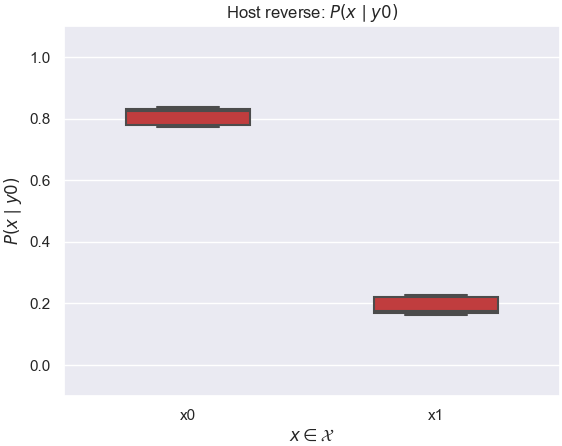 Host reverse: P(x | y0)
1.0
0.8
0.6
0.4
0.2
0.0
P(x | y0)
x0 x1
x ∈ 𝒳